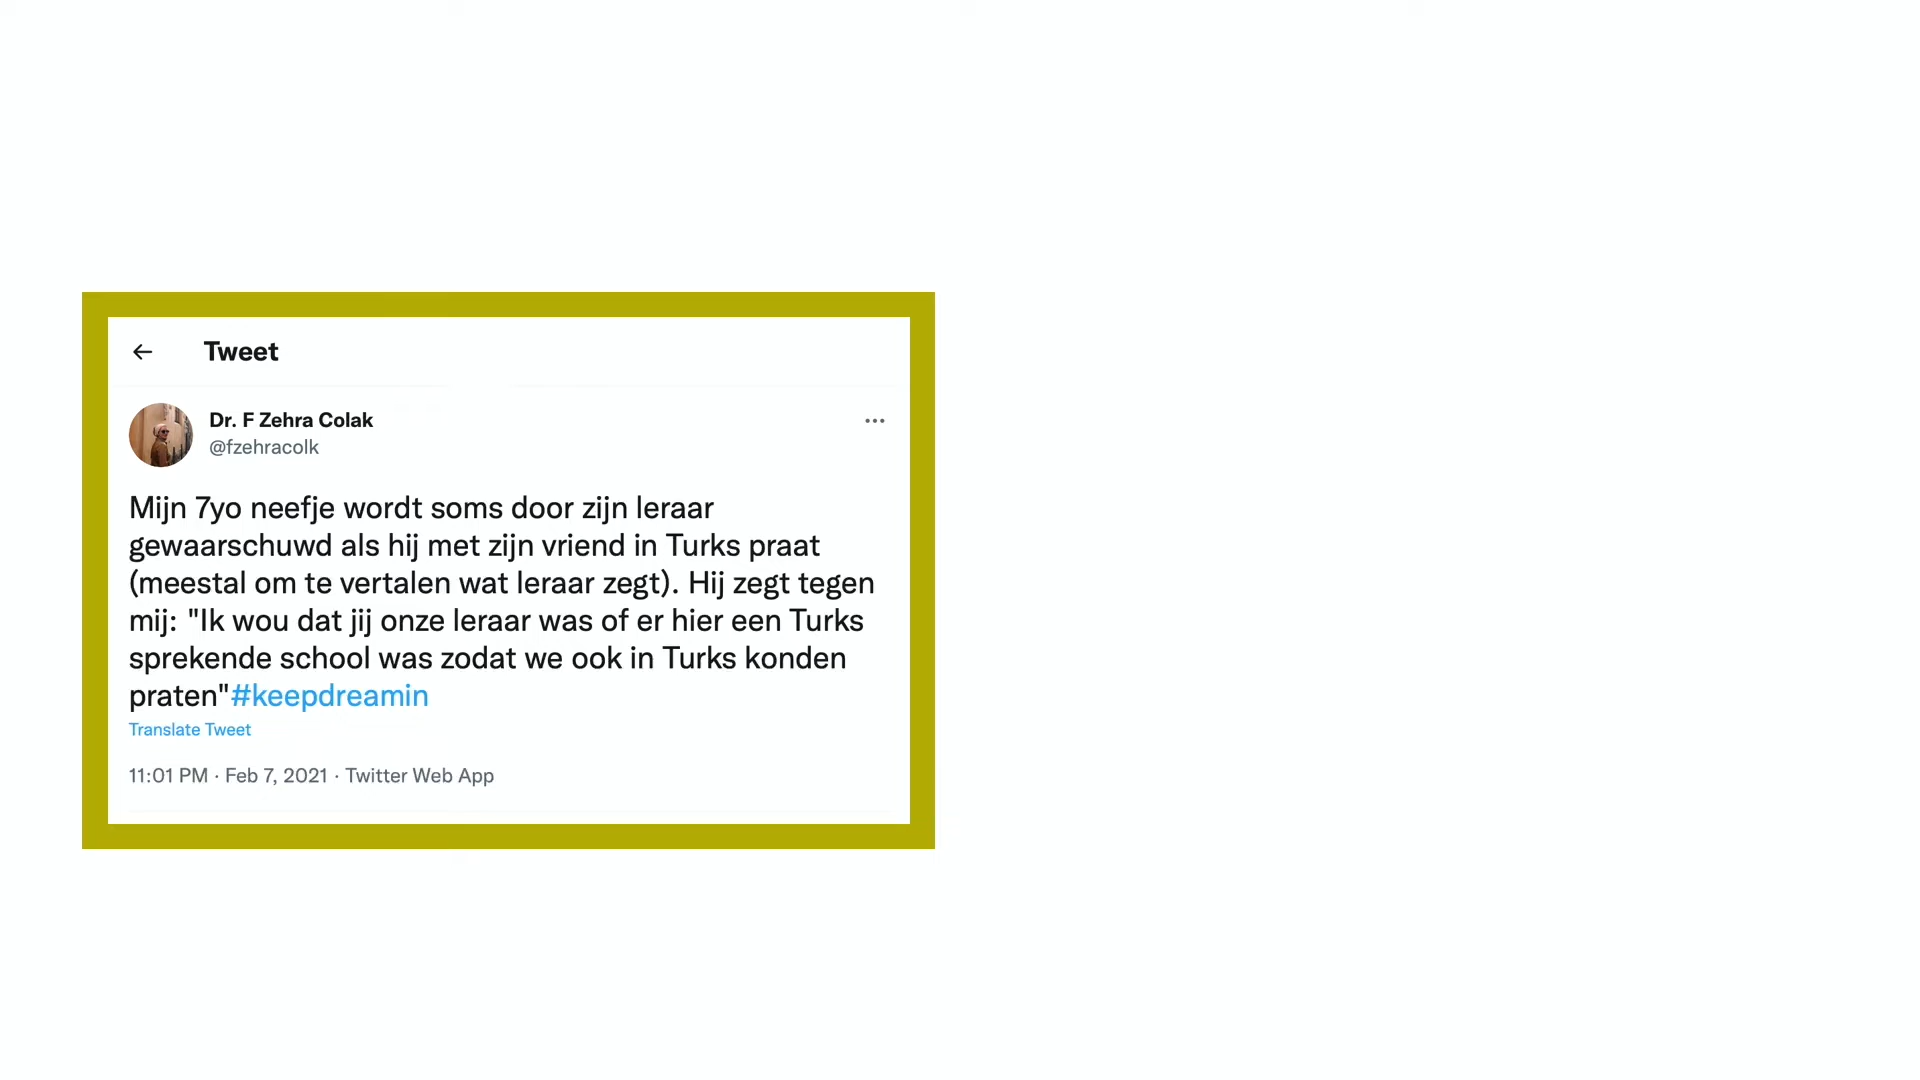 Tweet
Dr. F Zehra Colak
@fzehracolk
Mijn 7yo neefje wordt soms door zijn leraar
gewaarschuwd als hij met zijn vriend in Turks praat
(meestal om te vertalen wat leraar zegt). Hij zegt tegen
mij: "Ik wou dat jij onze leraar was of er hier een Turks
sprekende school was zodat we ook in Turks konden
praten"#keepdreamin
Translate Tweet
11:01 PM · Feb 7, 2021 · Twitter Web App